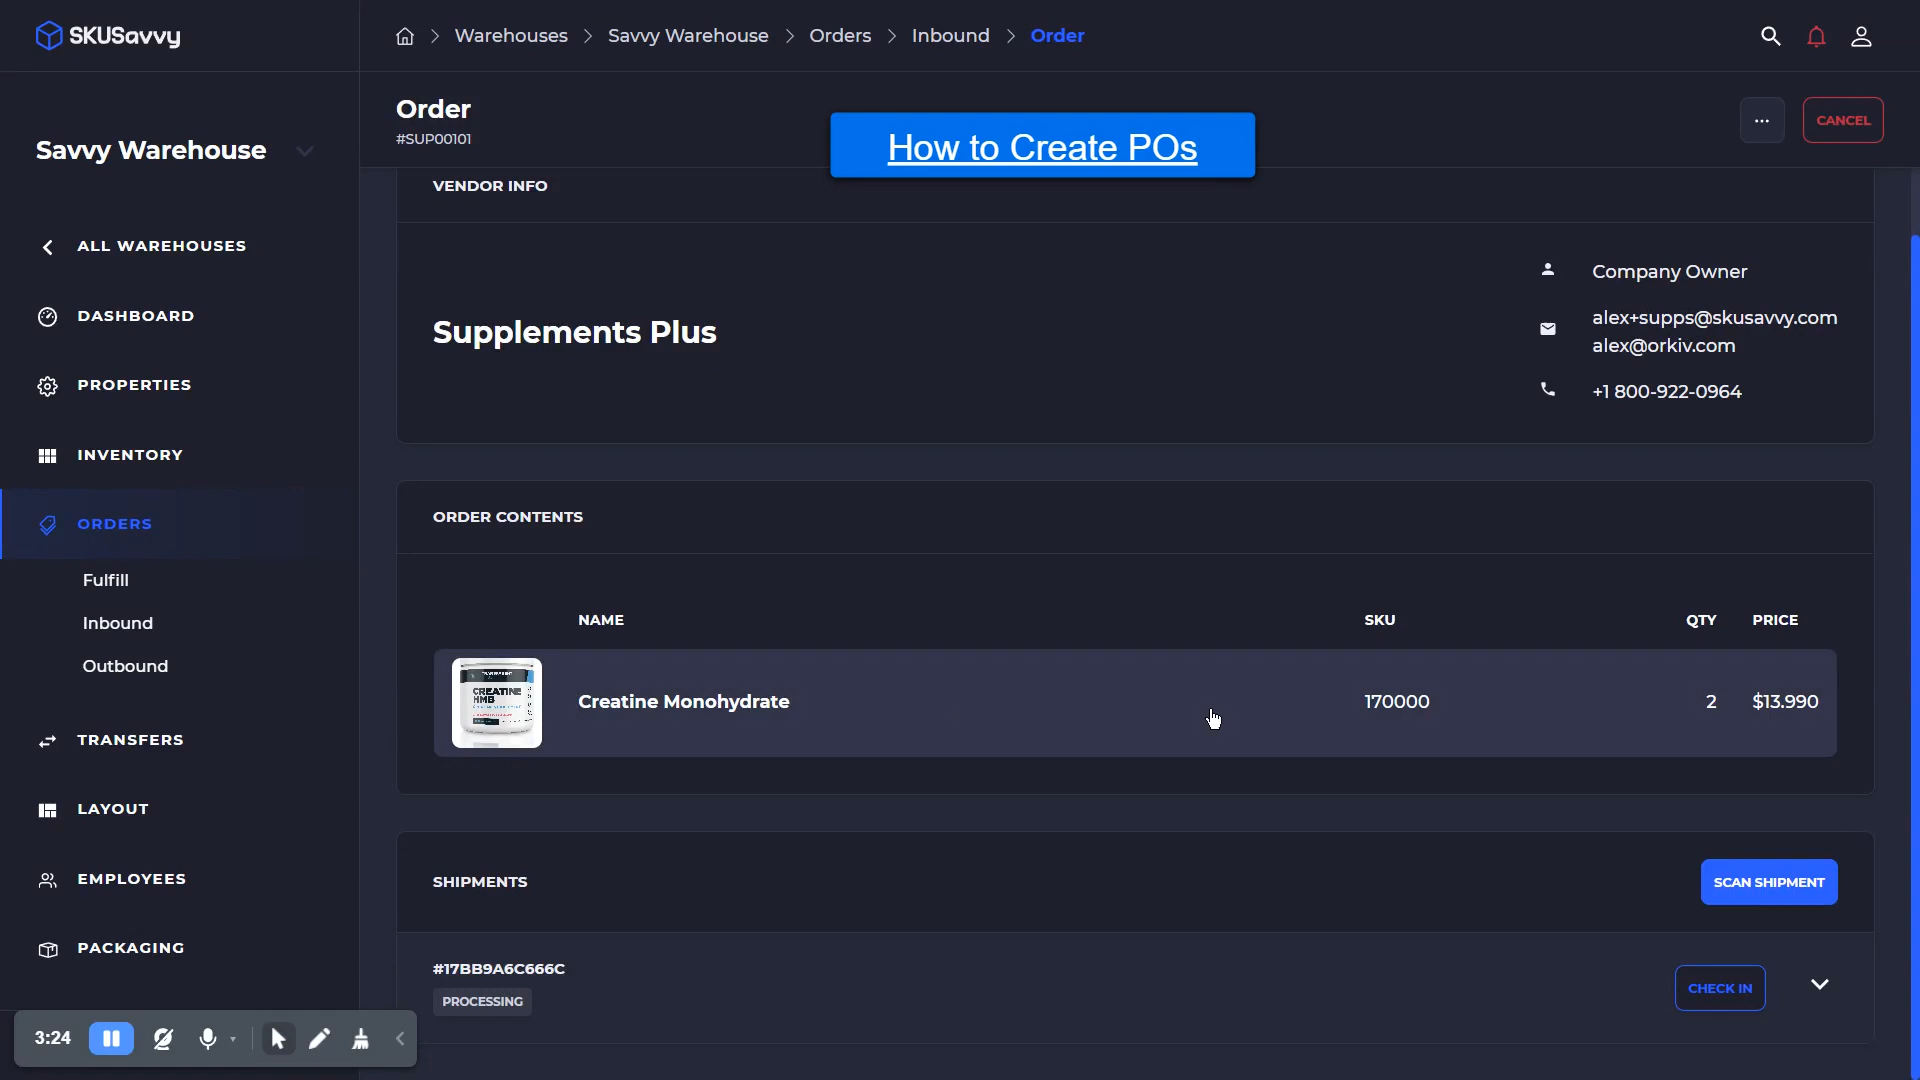 SKUSavvy
Warehouses
Savvy Warehouse
Orders
Inbound
Order
Savvy Warehouse
ALL WAREHOUSES
DASHBOARD
PROPERTIES
INVENTORY
ORDERS
Fulfill
Inbound
Outbound
TRANSFERS
LAYOUT
EMPLOYEES
PACKAGING
3:24
Order
#SUP00101
...
CANCEL
How to Create POs
VENDOR INFO
Supplements Plus
Company Owner
alex+supps@skusavvy.com
alex@orkiv.com
+1 800-922-0964
ORDER CONTENTS
NAME SKU QTY PRICE
CREATINE
HMB
Creatine Monohydrate 170000 2 $13.990
SHIPMENTS
SCAN SHIPMENT
#17BB9A6C666C
PROCESSING
CHECK IN